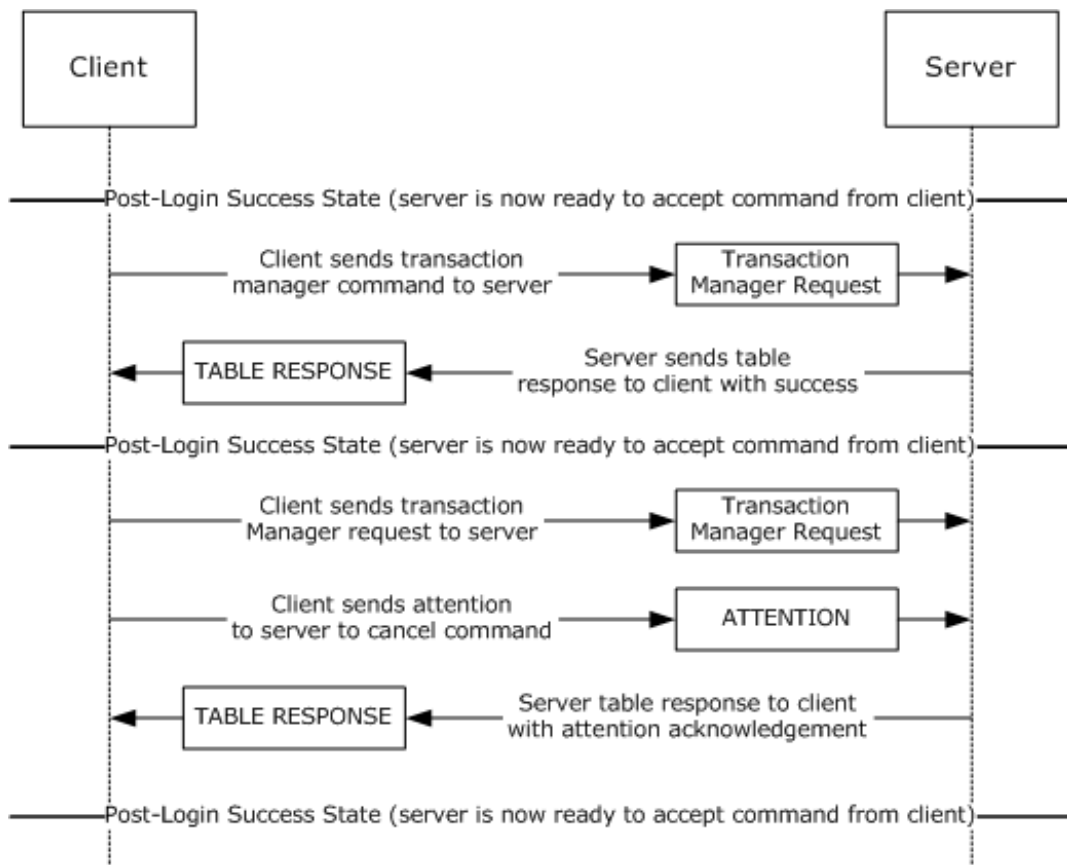 Client
Server
Post-Login Success State (server is now ready to accept command from client)
Client sends transaction
manager command to server
Transaction
Manager Request
TABLE RESPONSE
Server sends table
response to client with success
Post-Login Success State (server is now ready to accept command from client)
Client sends transaction
Manager request to server
Transaction
Manager Request
Client sends attention
to server to cancel command
ATTENTION
TABLE RESPONSE
Server table response to client
with attention acknowledgement
Post-Login Success State (server is now ready to accept command from client)